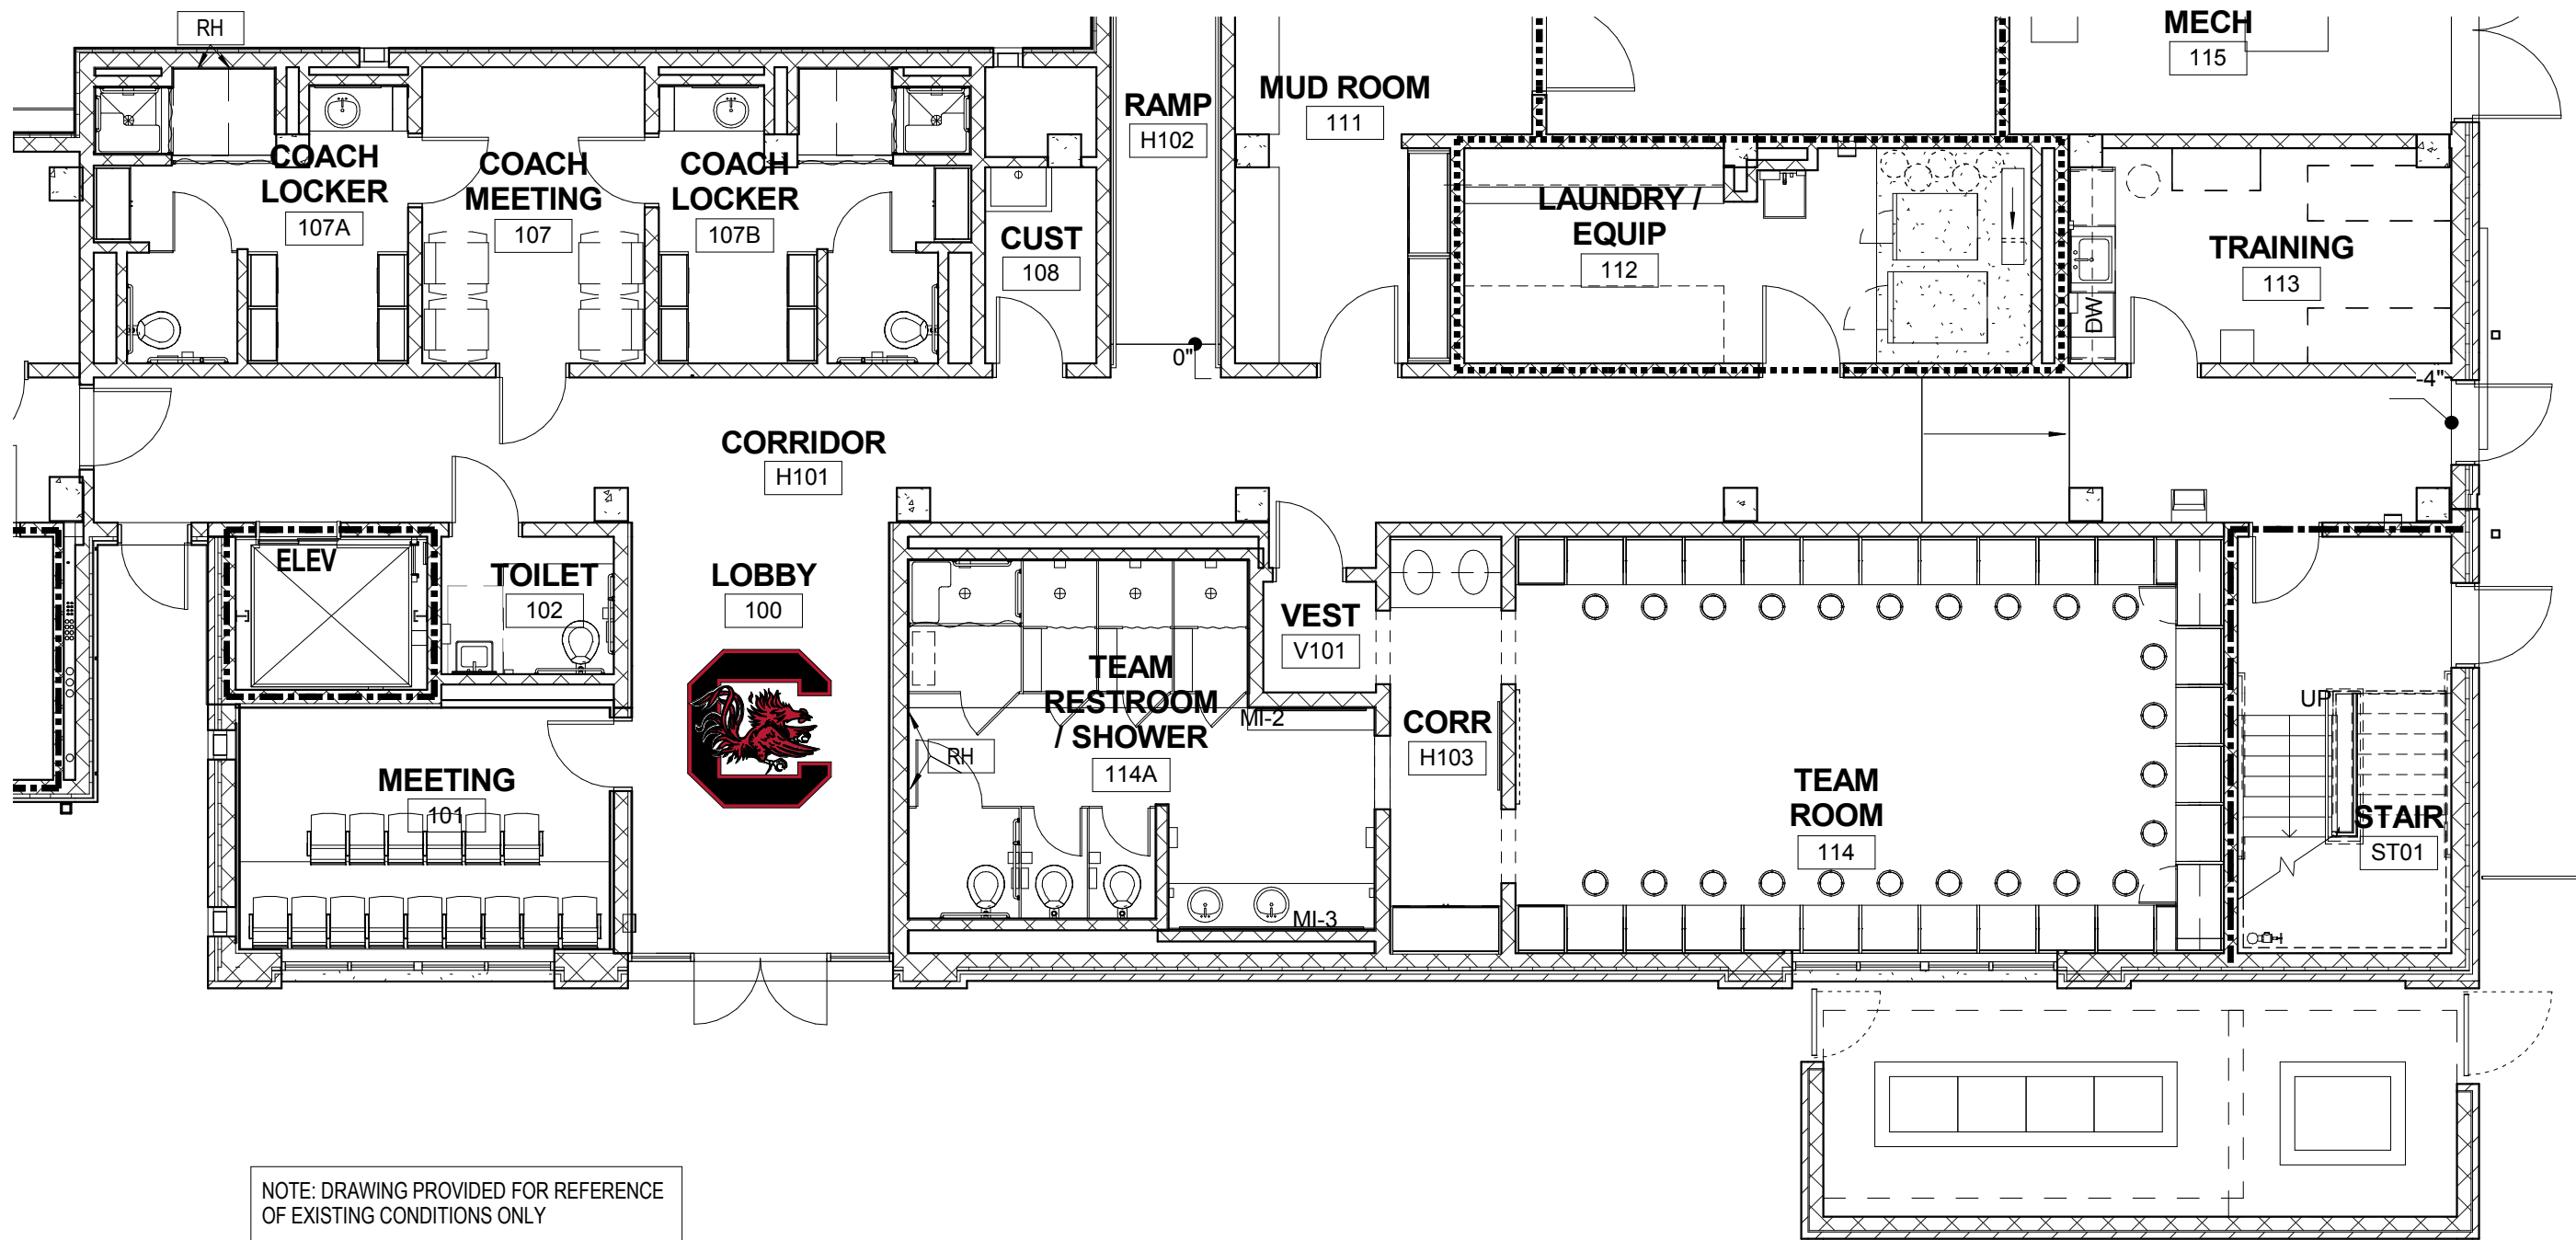 RH
MECH
115
MUD ROOM
111
RAMP
H102
COACH
LOCKER
107A
COACH
MEETING
107
COACH
LOCKER
107B
CUST
108
LAUNDRY /
EQUIP
112
TRAINING
113
DW
0"
-4"
CORRIDOR
H101
ELEV
TOILET
102
LOBBY
100
VEST
V101
TEAM
RESTROOM
/ SHOWER
114A
MI-2
RH
CORR
H103
UP
MEETING
101
TEAM
ROOM
114
STAIR
ST01
MI-3
NOTE: DRAWING PROVIDED FOR REFERENCE
OF EXISTING CONDITIONS ONLY